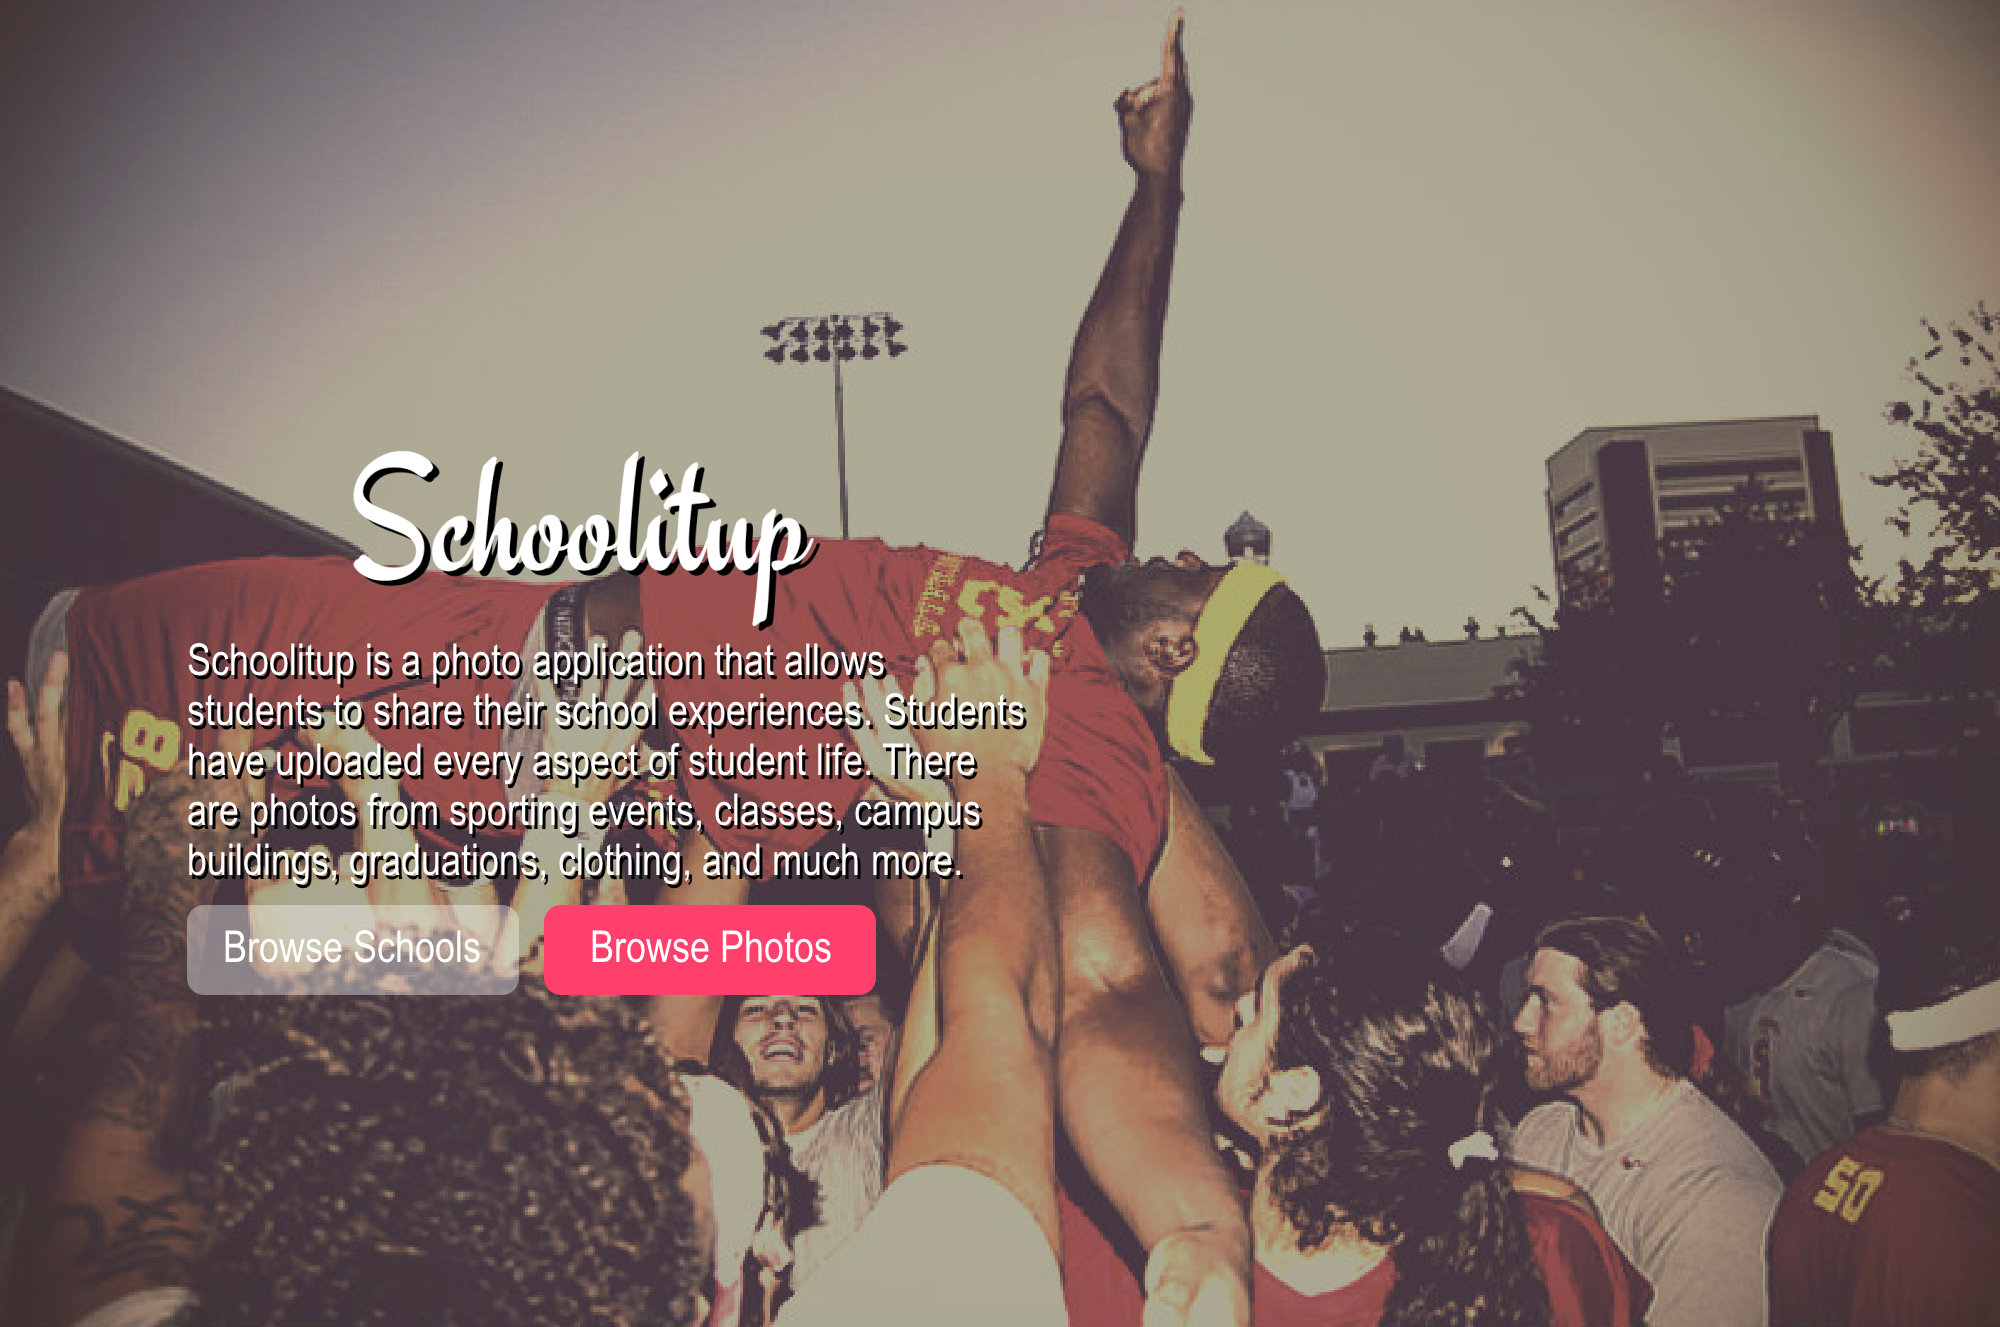 Schoolitup
Schoolitup is a photo application that allows
students to share their school experiences. Students
have uploaded every aspect of student life. There
are photos from sporting events, classes, campus
buildings, graduations, clothing, and much more.
Browse Schools
Browse Photos
50